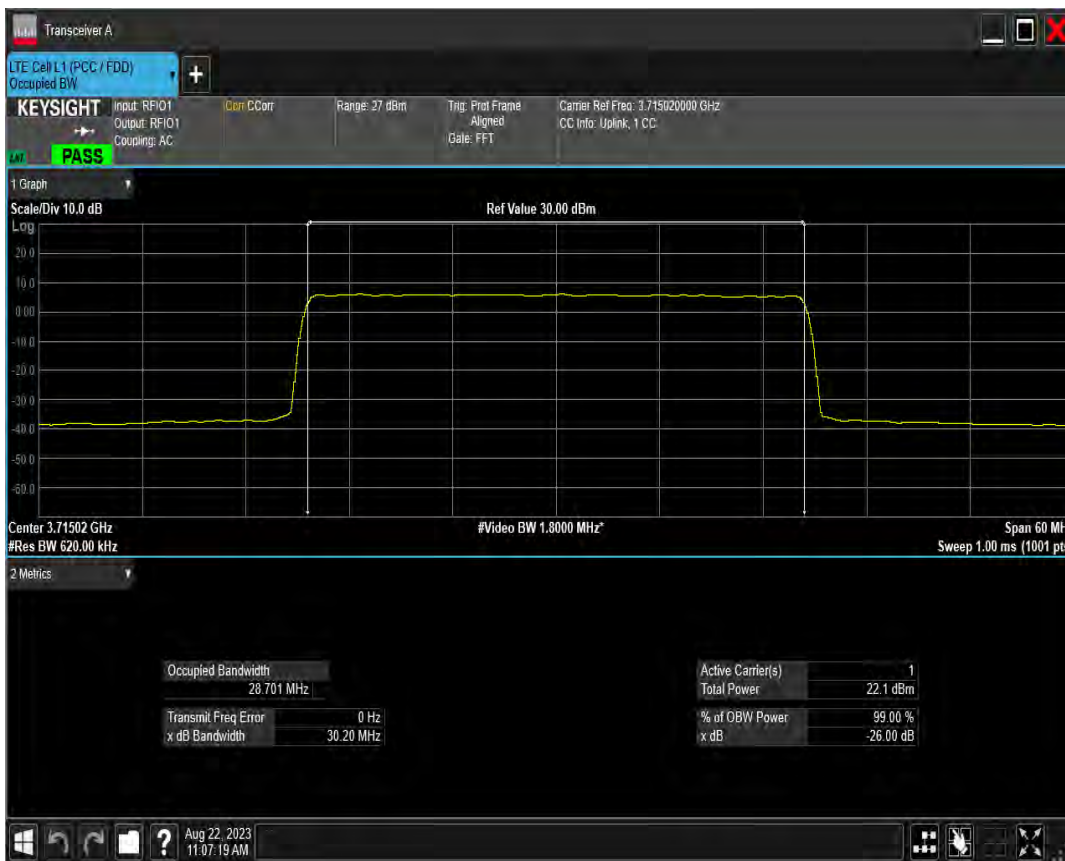 Transceiver A
LTE Cell L1 (PCC / FDD)
Occupied BW
+
KEYSIGHT
PASS
Input: RFIO1
Output: RFIO1
Coupling: AC
Corr CCorr
Range: 27 dBm
Trig: Prot Frame
Aligned
Gate: FFT
Carrier Ref Freq: 3.715020000 GHz
CC Info: Uplink, 1 CC
1 Graph
Scale/Div 10.0 dB
Ref Value 30.00 dBm
Log
20.0
10.0
0.00
-10.0
-20.0
-30.0
-40.0
-50.0
-60.0
Center 3.71502 GHz
#Video BW 1.8000 MHz*
Span 60 MH
#Res BW 620.00 kHz
Sweep 1.00 ms (1001 pts
2 Metrics
Occupied Bandwidth
28.701 MHz
Transmit Freq Error 0 Hz
x dB Bandwidth 30.20 MHz
Active Carrier(s) 1
Total Power 22.1 dBm
% of OBW Power 99.00 %
x dB -26.00 dB
?
Aug 22, 2023
11:07:19 AM